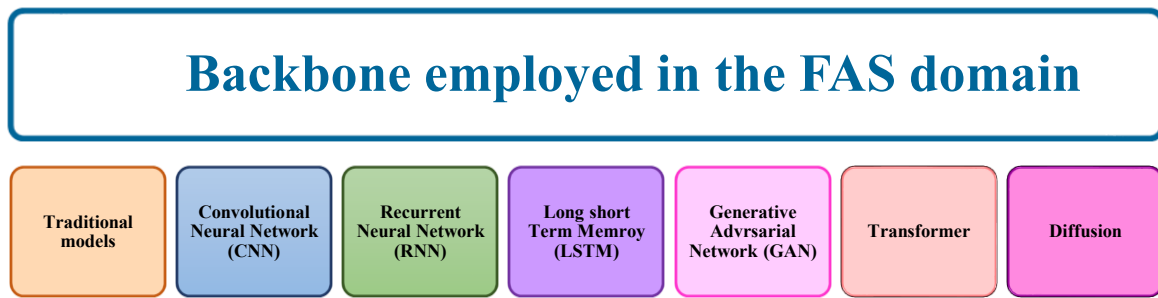 Backbone employed in the FAS domain
Traditional
models
Convolutional
Neural Network
(CNN)
Recurrent
Neural Network
(RNN)
Long short
Term Memroy
(LSTM)
Generative
Advrsarial
Network (GAN)
Transformer
Diffusion